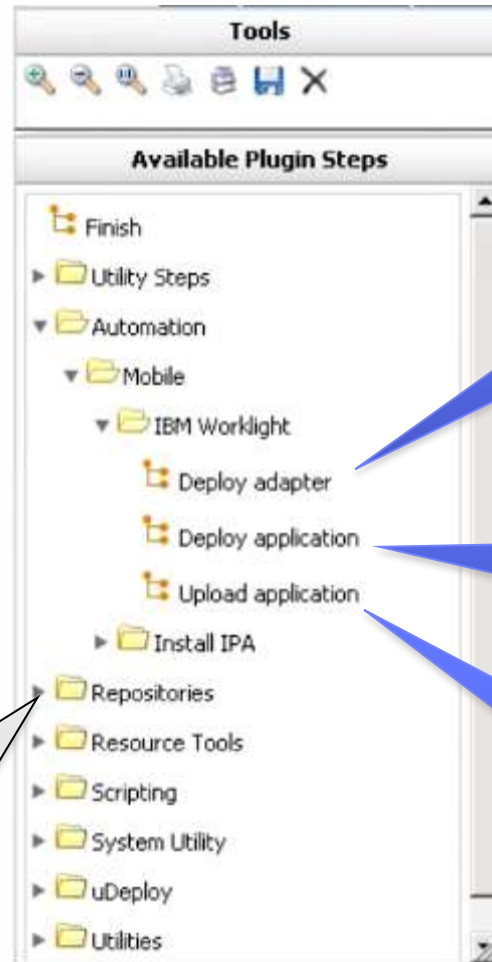 Tools
Available Plugin Steps
Finish
Utility Steps
Automation
Mobile
IBM Worklight
Deploy adapter
Deploy application
Upload application
Install IPA
Repositories
Resource Tools
Scripting
System Utility
uDeploy
Utilities